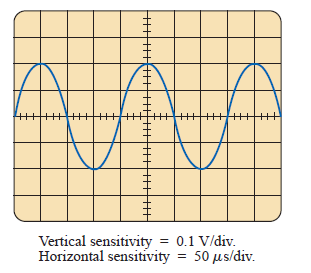 Vertical sensitivity = 0.1 V/div.
Horizontal sensitivity = 50 μs/div.